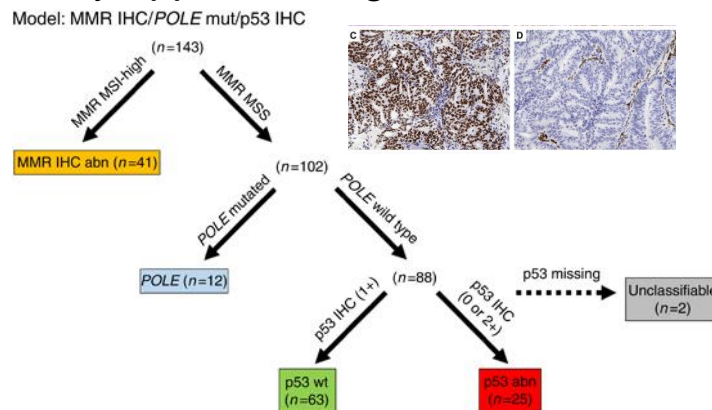 Model: MMR IHC/POLE mut/p53 IHC
(n=143)
C
D
MMR MSI-high
MMR MSS
MMR IHC abn (n=41)
(n=102)
POLE mutated
POLE wild type
POLE (n=12)
(n=88)
p53 missing
Unclassifiable
(n=2)
p53 IHC (1+)
p53 IHC
(0 or 2+)
p53 wt
(n=63)
p53 abn
(n=25)